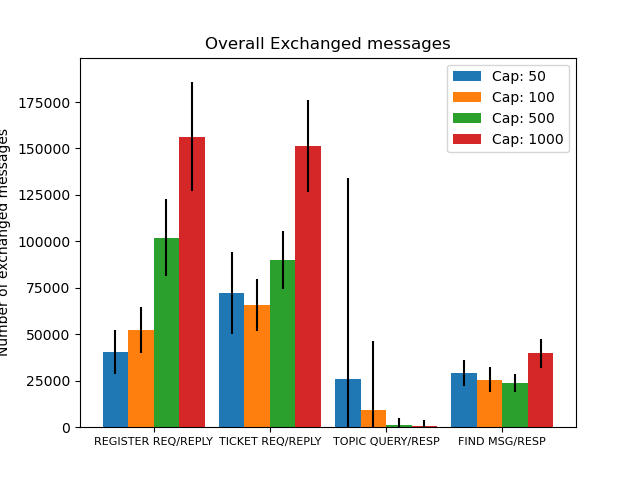 Overall Exchanged messages
Number of exchanged messages
175000
150000
125000
100000
75000
50000
25000
0
Cap: 50
Cap: 100
Cap: 500
Cap: 1000
REGISTER REQ/REPLY
TICKET REQ/REPLY
TOPIC QUERY/RESP
FIND MSG/RESP